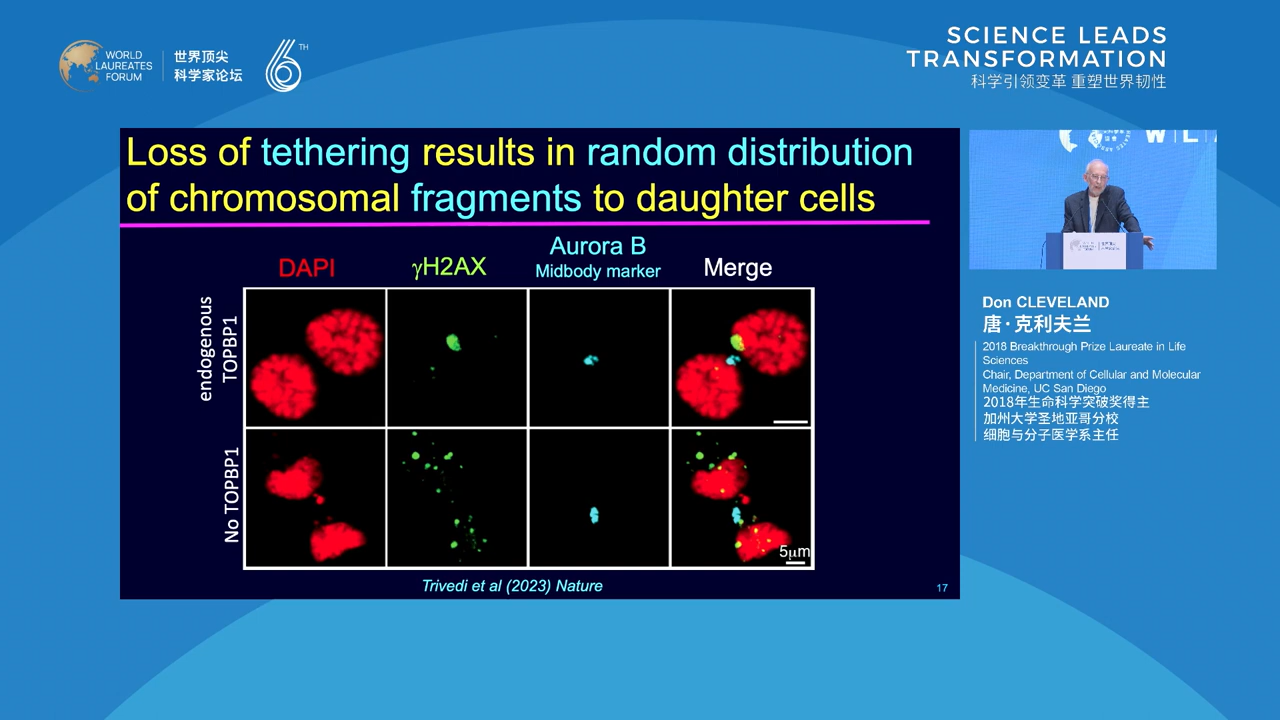 WORLD
LAUREATES
FORUM
世界顶尖
科学家论坛
6 TH
SCIENCE LEADS
TRANSFORMATION
科学引领变革 重塑世界韧性
Loss of tethering results in random distribution
of chromosomal fragments to daughter cells
DAPI
γH2AX
Aurora B
Midbody marker
Merge
endogenous
TOPBP1
No TOPBP1
5μm
Trivedi et al (2023) Nature
17
Don CLEVELAND
唐·克利夫兰
2018 Breakthrough Prize Laureate in Life
Sciences
Chair, Department of Cellular and Molecular
Medicine, UC San Diego
2018年生命科学突破奖得主
加州大学圣地亚哥分校
细胞与分子医学系主任